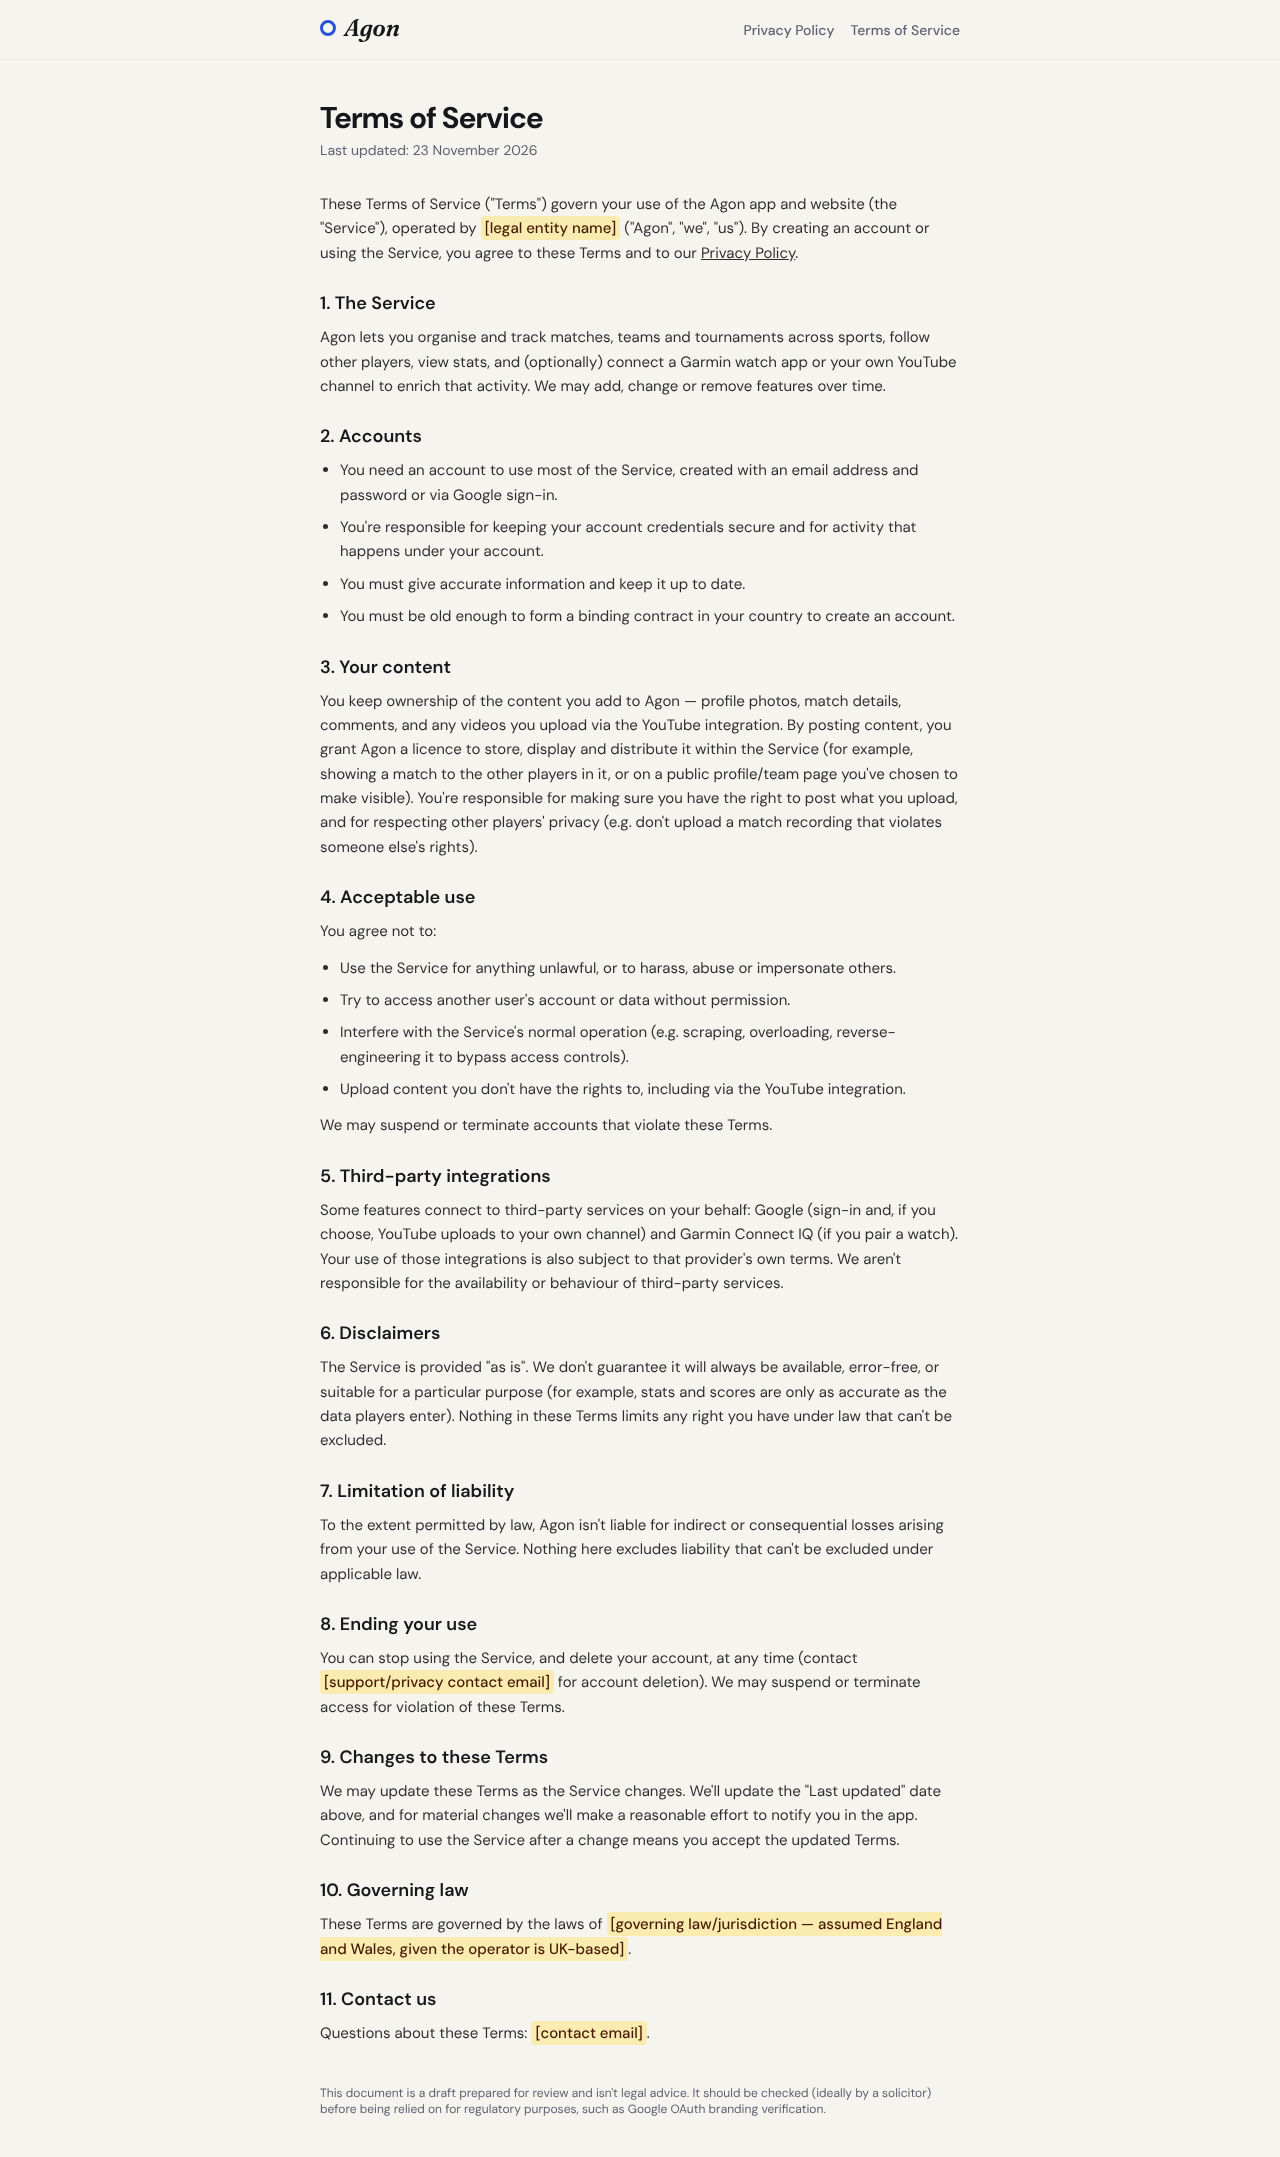 Agon
Privacy Policy Terms of Service
Terms of Service
Last updated: 23 November 2026
These Terms of Service ("Terms") govern your use of the Agon app and website (the
"Service"), operated by [legal entity name] ("Agon", "we", "us"). By creating an account or
using the Service, you agree to these Terms and to our Privacy Policy.
1. The Service
Agon lets you organise and track matches, teams and tournaments across sports, follow
other players, view stats, and (optionally) connect a Garmin watch app or your own YouTube
channel to enrich that activity. We may add, change or remove features over time.
2. Accounts
• You need an account to use most of the Service, created with an email address and
password or via Google sign-in.
• You're responsible for keeping your account credentials secure and for activity that
happens under your account.
• You must give accurate information and keep it up to date.
• You must be old enough to form a binding contract in your country to create an account.
3. Your content
You keep ownership of the content you add to Agon — profile photos, match details,
comments, and any videos you upload via the YouTube integration. By posting content, you
grant Agon a licence to store, display and distribute it within the Service (for example,
showing a match to the other players in it, or on a public profile/team page you've chosen to
make visible). You're responsible for making sure you have the right to post what you upload,
and for respecting other players' privacy (e.g. don't upload a match recording that violates
someone else's rights).
4. Acceptable use
You agree not to:
• Use the Service for anything unlawful, or to harass, abuse or impersonate others.
• Try to access another user's account or data without permission.
• Interfere with the Service's normal operation (e.g. scraping, overloading, reverse-
engineering it to bypass access controls).
• Upload content you don't have the rights to, including via the YouTube integration.
We may suspend or terminate accounts that violate these Terms.
5. Third-party integrations
Some features connect to third-party services on your behalf: Google (sign-in and, if you
choose, YouTube uploads to your own channel) and Garmin Connect IQ (if you pair a watch).
Your use of those integrations is also subject to that provider's own terms. We aren't
responsible for the availability or behaviour of third-party services.
6. Disclaimers
The Service is provided "as is". We don't guarantee it will always be available, error-free, or
suitable for a particular purpose (for example, stats and scores are only as accurate as the
data players enter). Nothing in these Terms limits any right you have under law that can't be
excluded.
7. Limitation of liability
To the extent permitted by law, Agon isn't liable for indirect or consequential losses arising
from your use of the Service. Nothing here excludes liability that can't be excluded under
applicable law.
8. Ending your use
You can stop using the Service, and delete your account, at any time (contact
[support/privacy contact email] for account deletion). We may suspend or terminate
access for violation of these Terms.
9. Changes to these Terms
We may update these Terms as the Service changes. We'll update the "Last updated" date
above, and for material changes we'll make a reasonable effort to notify you in the app.
Continuing to use the Service after a change means you accept the updated Terms.
10. Governing law
These Terms are governed by the laws of [governing law/jurisdiction — assumed England
and Wales, given the operator is UK-based].
11. Contact us
Questions about these Terms: [contact email].
This document is a draft prepared for review and isn't legal advice. It should be checked (ideally by a solicitor)
before being relied on for regulatory purposes, such as Google OAuth branding verification.